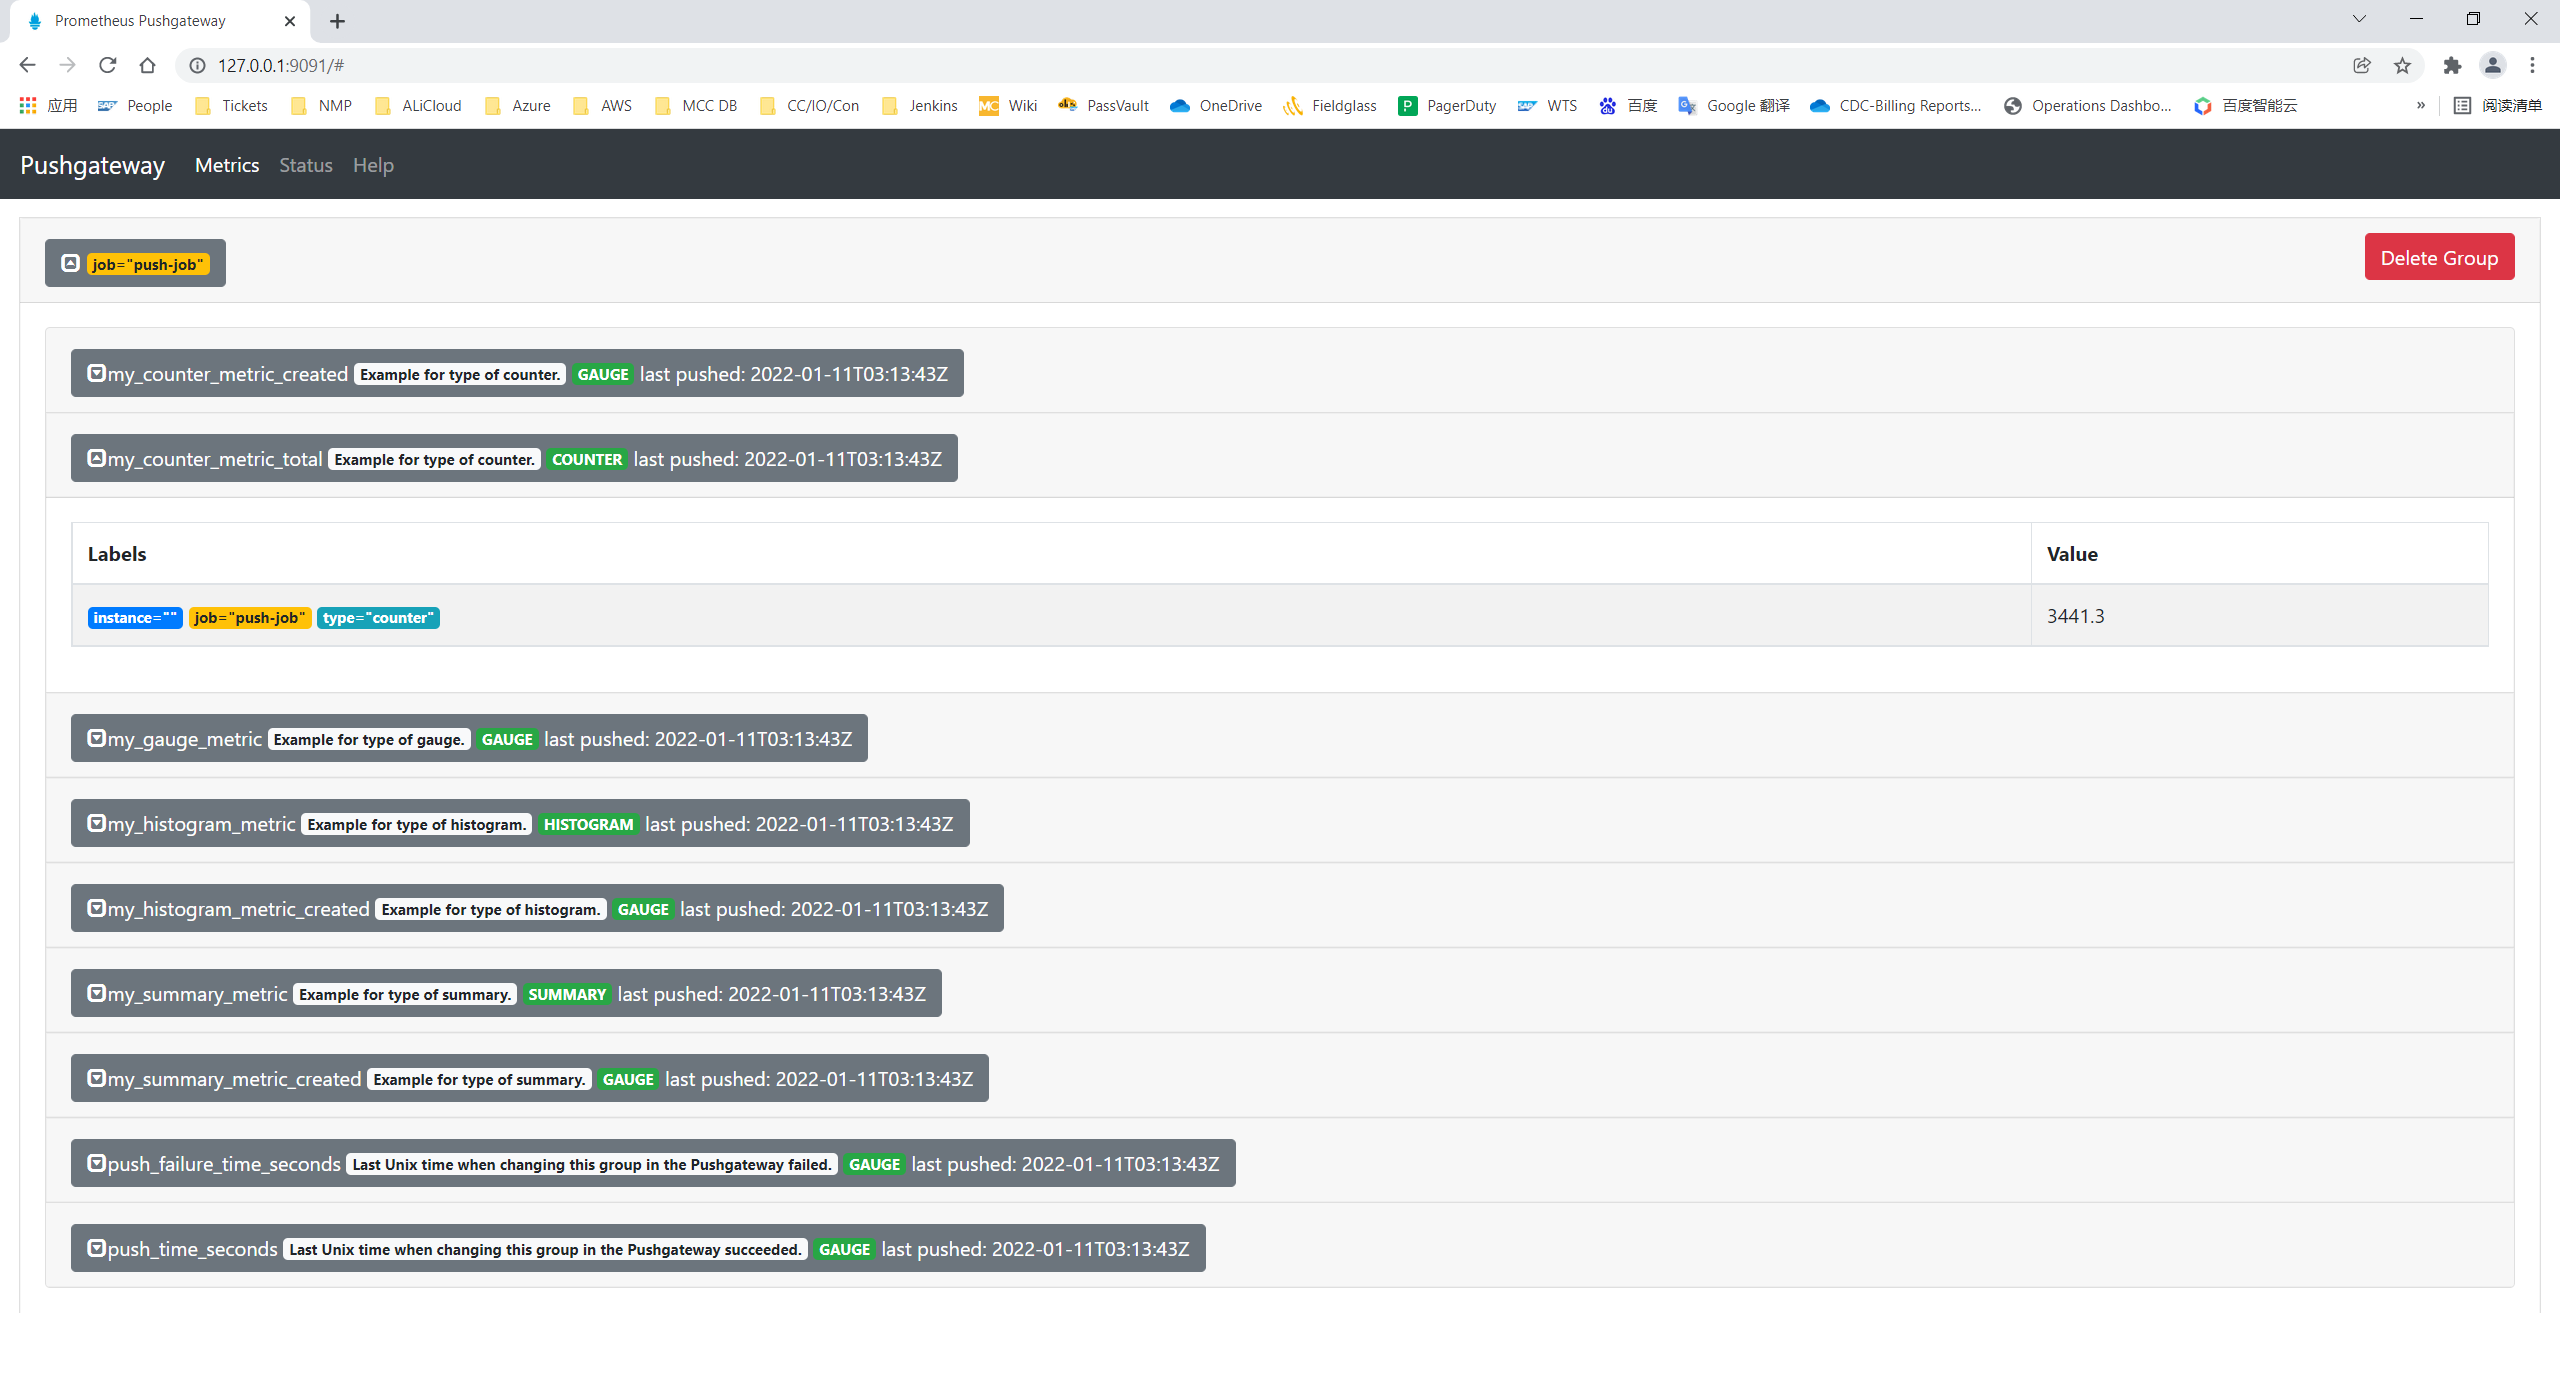 Prometheus Pushgateway
127.0.0.1:9091/#
应用 People Tickets NMP ALiCloud Azure AWS MCC DB CC/IO/Con Jenkins MC Wiki PassVault OneDrive Fieldglass P PagerDuty WTS 百度 Google 翻译 CDC-Billing Reports... Operations Dashbo... 百度智能云 » 阅读清单
Pushgateway Metrics Status Help
job="push-job" Delete Group
my_counter_metric_created Example for type of counter. GAUGE last pushed: 2022-01-11T03:13:43Z
my_counter_metric_total Example for type of counter. COUNTER last pushed: 2022-01-11T03:13:43Z
Labels Value
instance="" job="push-job" type="counter" 3441.3
my_gauge_metric Example for type of gauge. GAUGE last pushed: 2022-01-11T03:13:43Z
my_histogram_metric Example for type of histogram. HISTOGRAM last pushed: 2022-01-11T03:13:43Z
my_histogram_metric_created Example for type of histogram. GAUGE last pushed: 2022-01-11T03:13:43Z
my_summary_metric Example for type of summary. SUMMARY last pushed: 2022-01-11T03:13:43Z
my_summary_metric_created Example for type of summary. GAUGE last pushed: 2022-01-11T03:13:43Z
push_failure_time_seconds Last Unix time when changing this group in the Pushgateway failed. GAUGE last pushed: 2022-01-11T03:13:43Z
push_time_seconds Last Unix time when changing this group in the Pushgateway succeeded. GAUGE last pushed: 2022-01-11T03:13:43Z